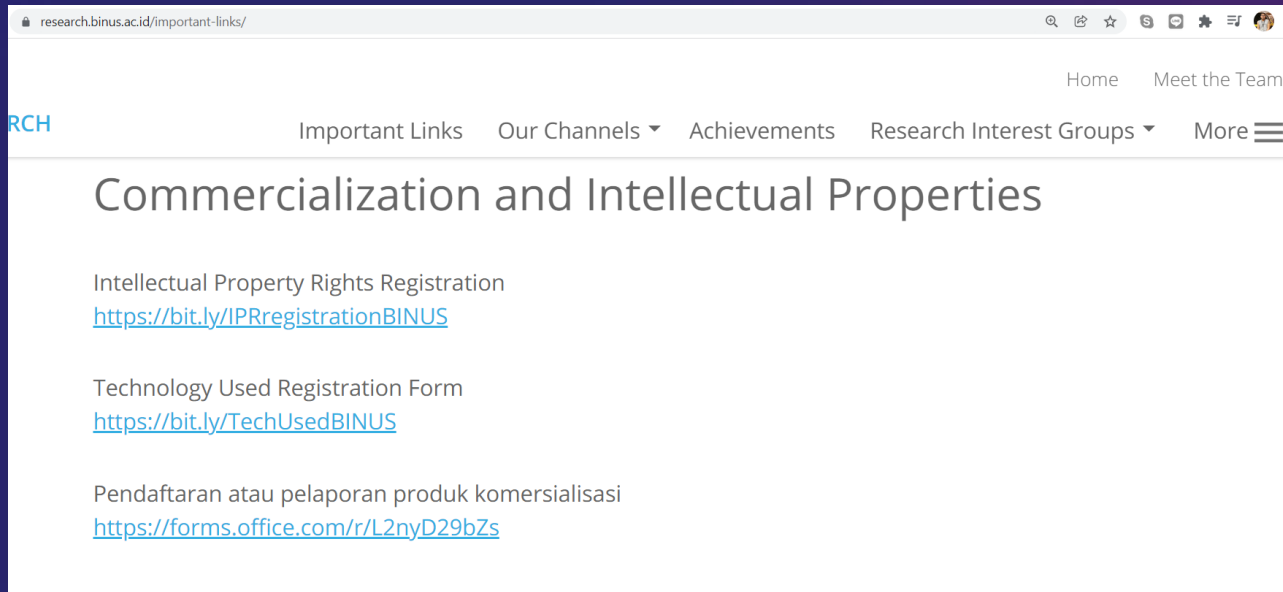 research.binus.ac.id/important-links/
Home Meet the Team
RCH
Important Links Our Channels Achievements Research Interest Groups More
Commercialization and Intellectual Properties
Intellectual Property Rights Registration
https://bit.ly/IPRregistrationBINUS
Technology Used Registration Form
https://bit.ly/TechUsedBINUS
Pendaftaran atau pelaporan produk komersialisasi
https://forms.office.com/r/L2nyD29bZs